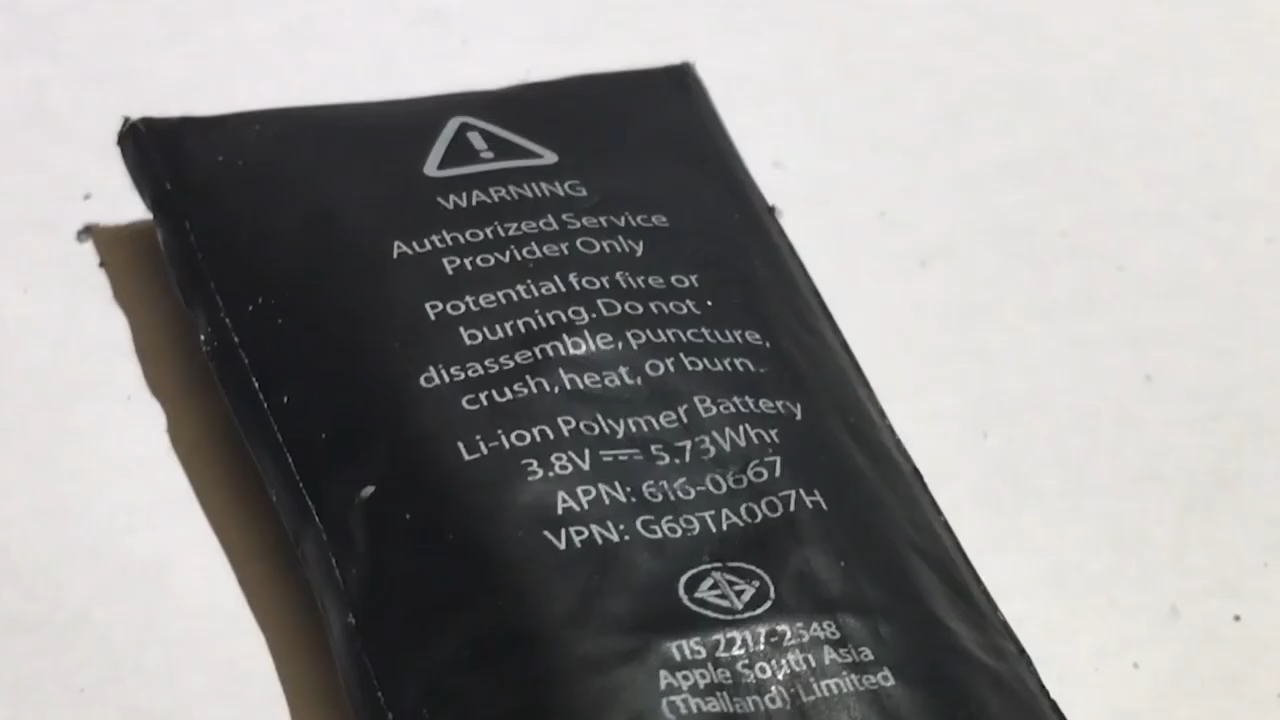 WARNING
Authorized Service
Provider Only
Potential for fire or
burning. Do not
disassemble, puncture,
crush, heat, or burn.
Li-ion Polymer Battery
3.8V ⎓ 5.73Whr
APN: 616-0667
VPN: G69TA007H
TIS 2217-2548
Apple South Asia
(Thailand) Limited